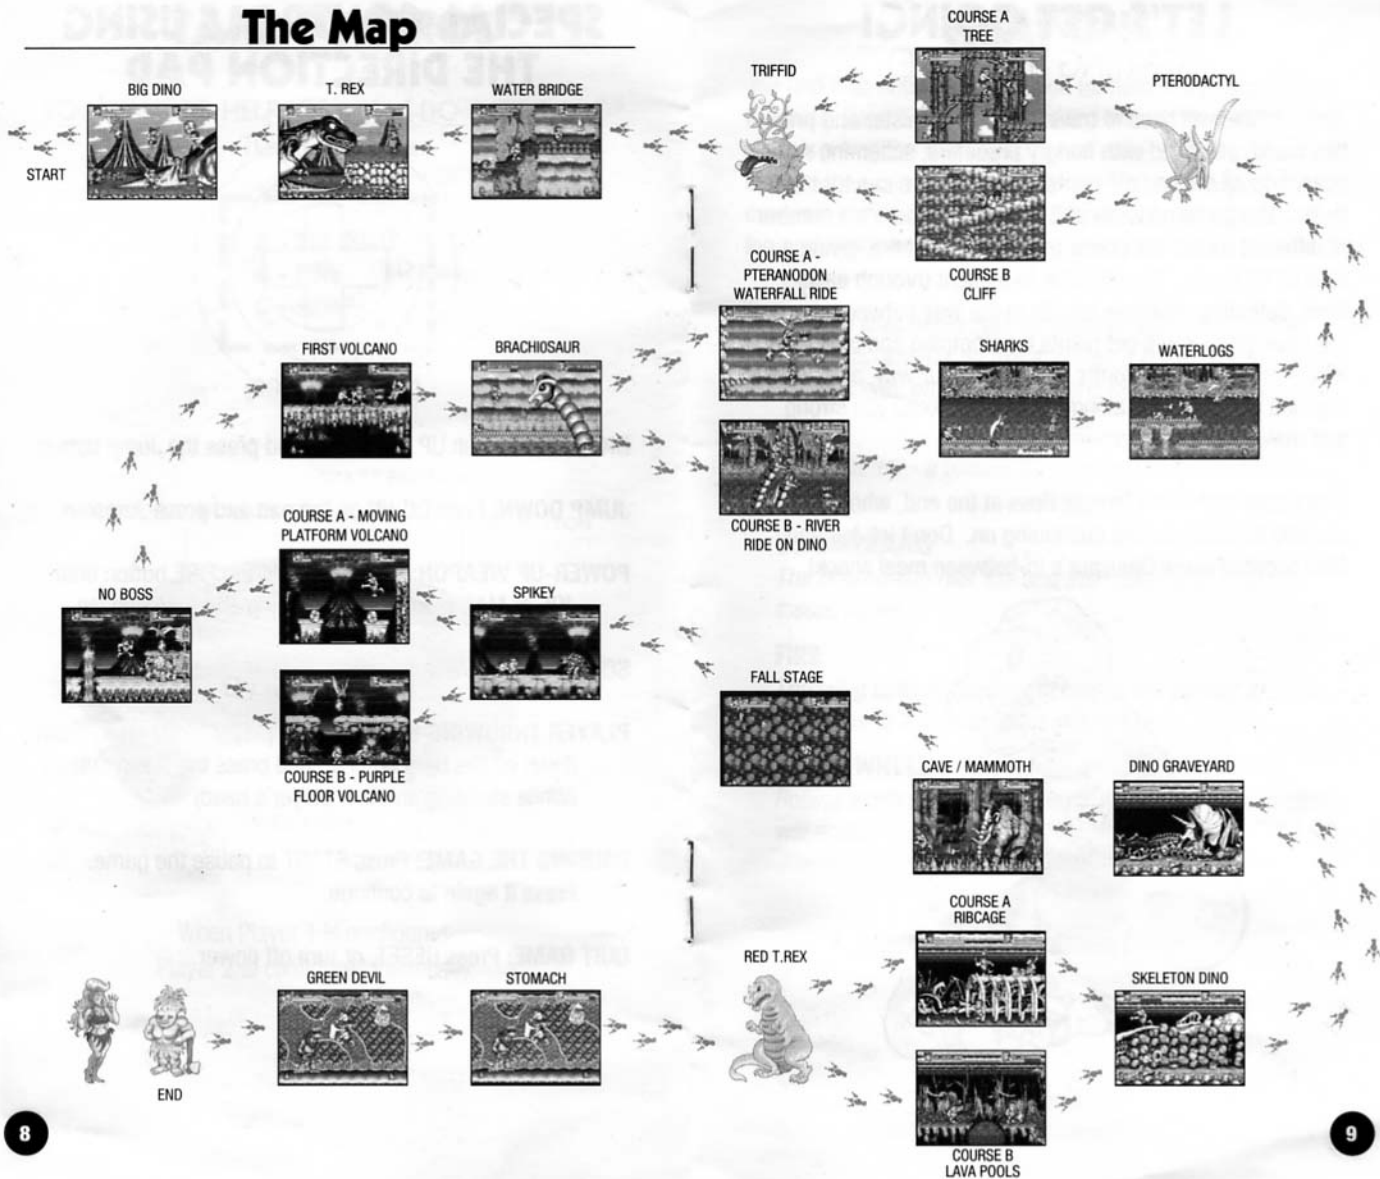 The Map
BIG DINO
T. REX
WATER BRIDGE
START
TRIFFID
COURSE A
TREE
PTERODACTYL
COURSE B
CLIFF
COURSE A -
PTERANODON
WATERFALL RIDE
SHARKS
WATERLOGS
COURSE B - RIVER
RIDE ON DINO
FIRST VOLCANO
BRACHIOSAUR
NO BOSS
COURSE A - MOVING
PLATFORM VOLCANO
SPIKEY
COURSE B - PURPLE
FLOOR VOLCANO
FALL STAGE
CAVE / MAMMOTH
DINO GRAVEYARD
COURSE A
RIBCAGE
SKELETON DINO
RED T.REX
COURSE B
LAVA POOLS
GREEN DEVIL
STOMACH
END
8
9